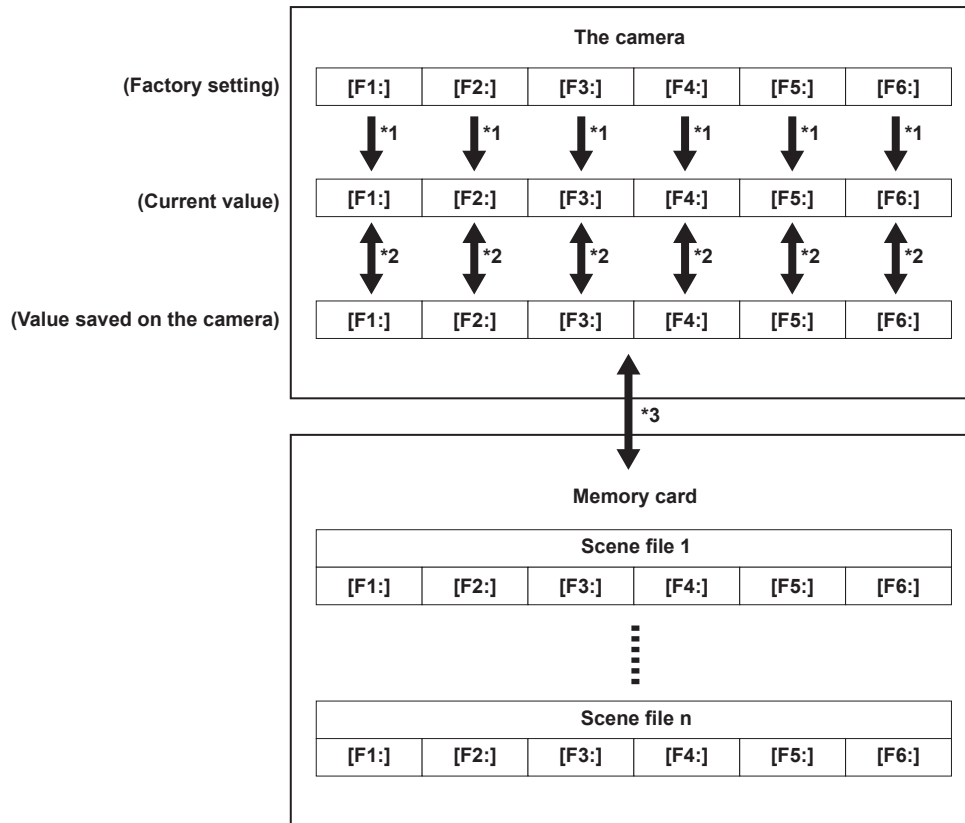 The camera
(Factory setting) [F1:] [F2:] [F3:] [F4:] [F5:] [F6:]
*1 *1 *1 *1 *1 *1
(Current value) [F1:] [F2:] [F3:] [F4:] [F5:] [F6:]
*2 *2 *2 *2 *2 *2
(Value saved on the camera) [F1:] [F2:] [F3:] [F4:] [F5:] [F6:]
*3
Memory card
Scene file 1
[F1:] [F2:] [F3:] [F4:] [F5:] [F6:]
Scene file n
[F1:] [F2:] [F3:] [F4:] [F5:] [F6:]